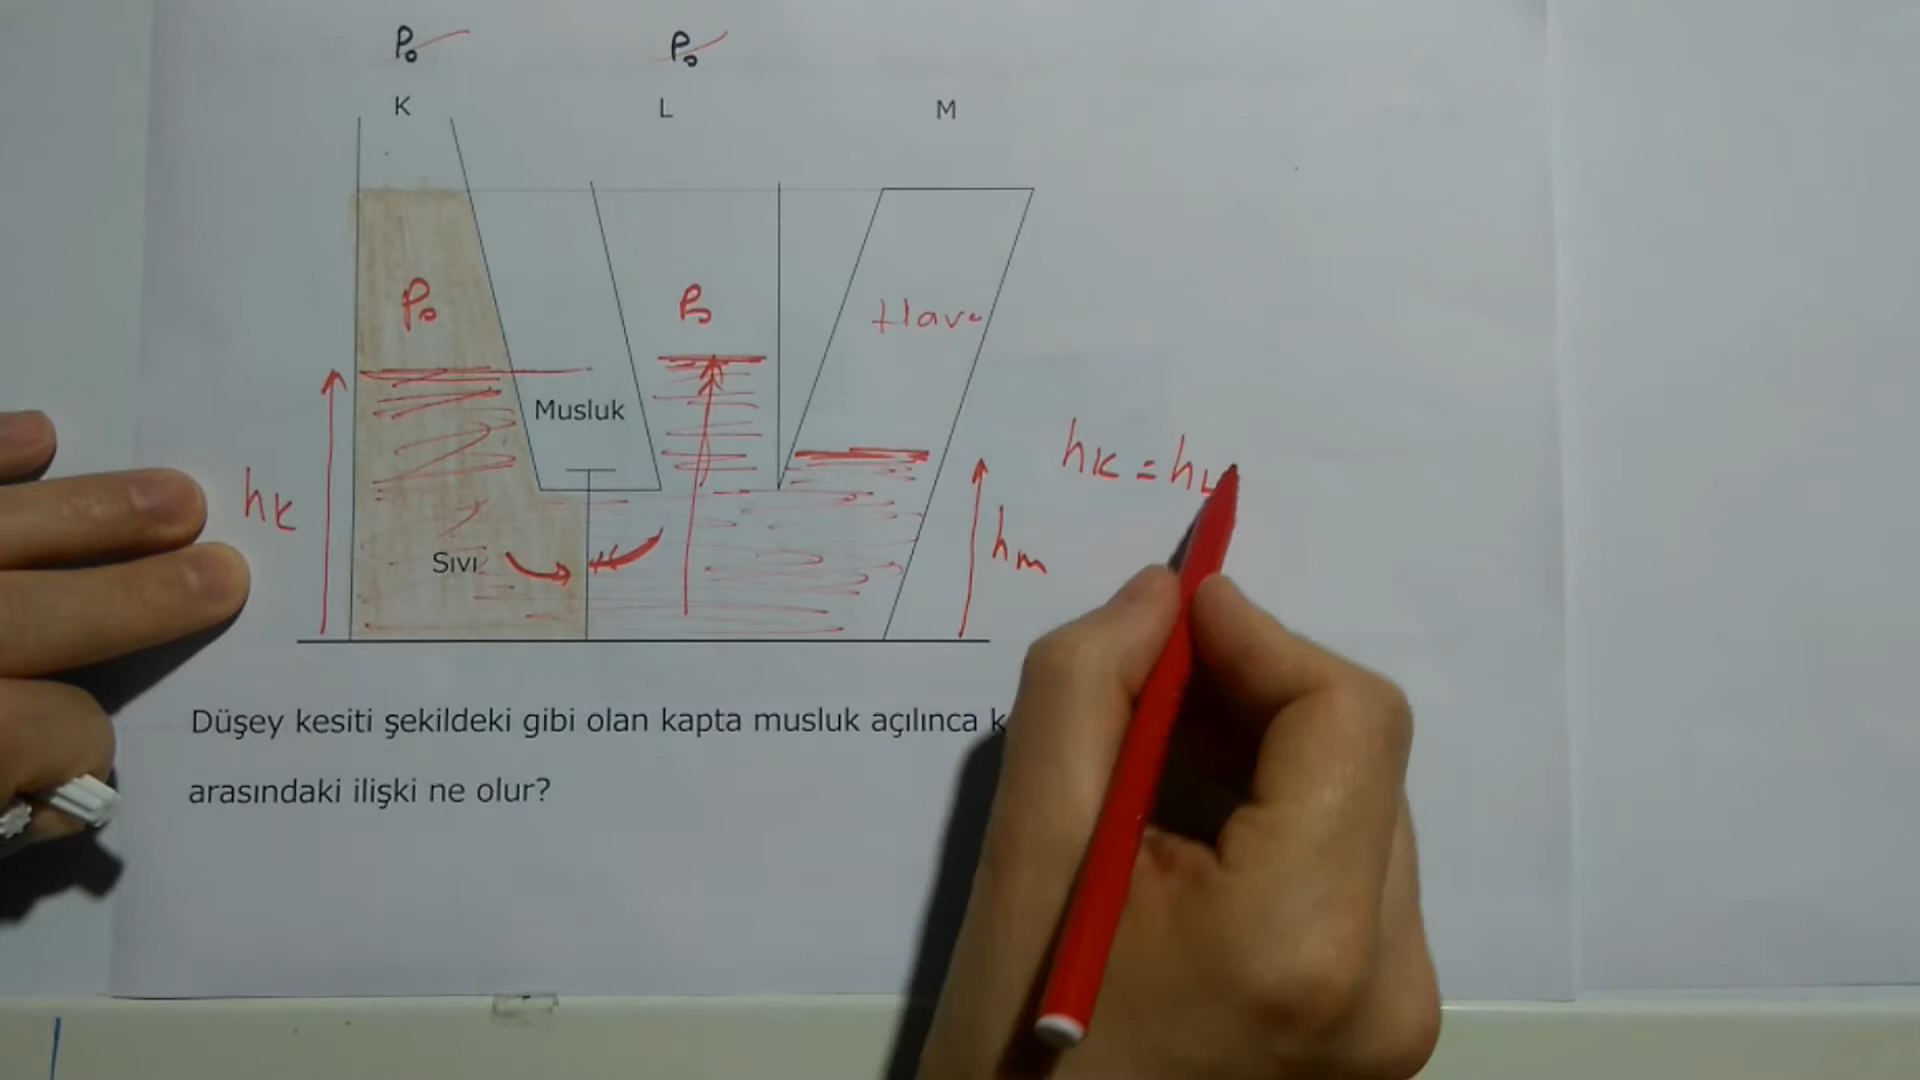 P₀ P₀
K L M
P₀ P₀ Hava
Musluk
hK = hL
hK
hm
Sıvı
Düşey kesiti şekildeki gibi olan kapta musluk açılınca
arasındaki ilişki ne olur?